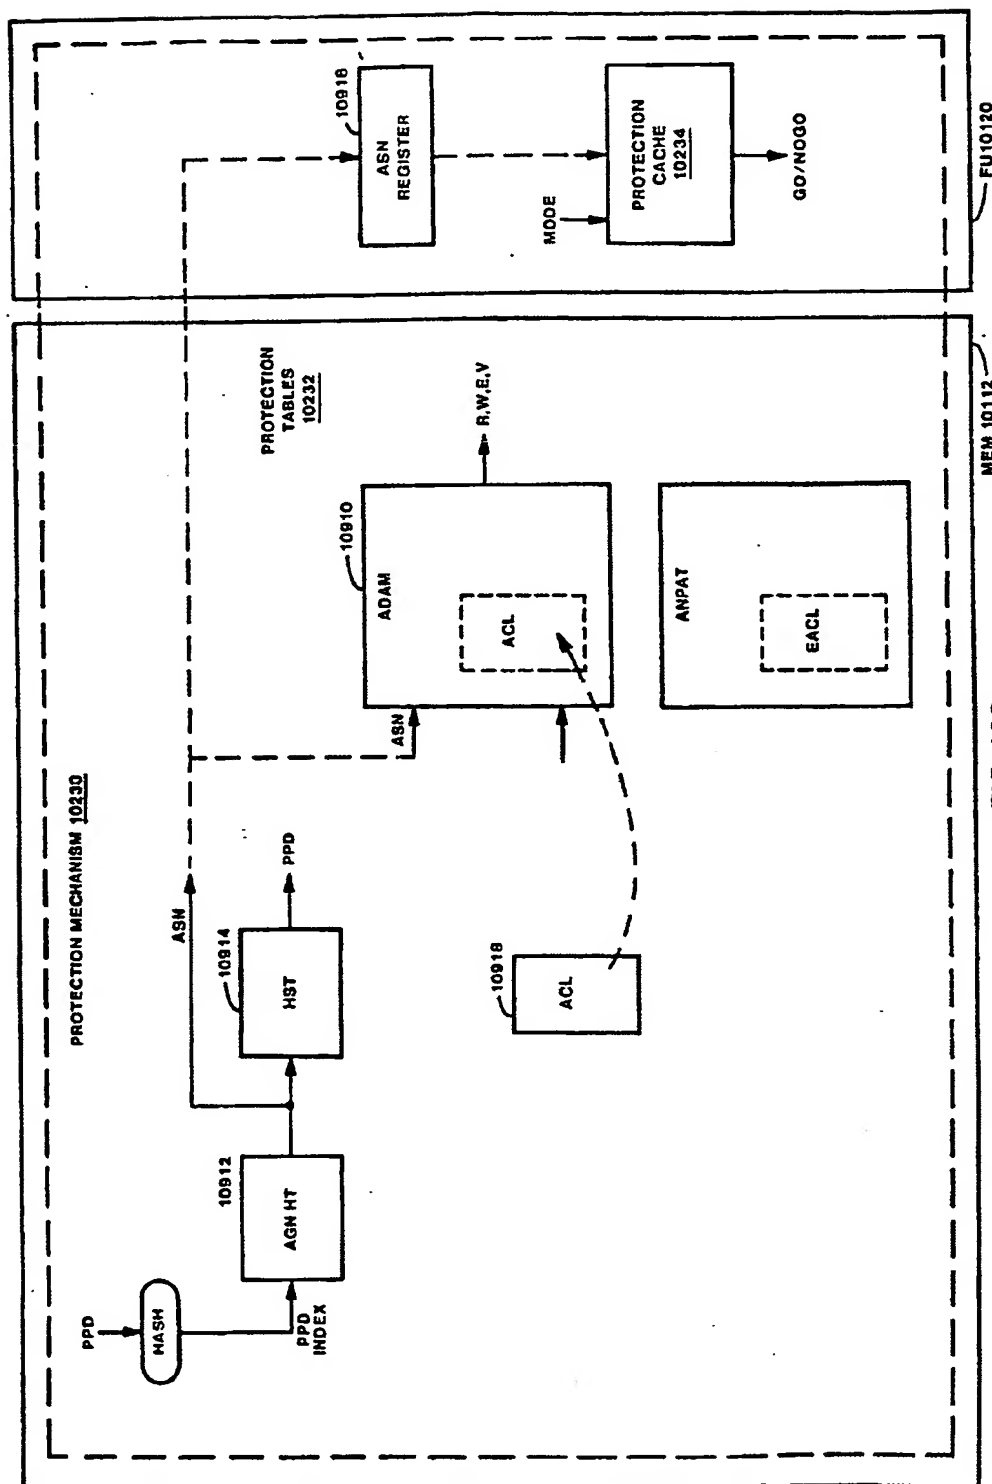 PROTECTION MECHANISM 10230
PPD
HASH
PPD
INDEX
10912
AGN HT
ASN
10914
HST
PPD
10918
ACL
PROTECTION
TABLES
10232
ASN
10910
ADAM
ACL
R,W,E,V
ANPAT
EACL
MEM 10112
10916
ASN
REGISTER
MODE
PROTECTION
CACHE
10234
GO/NOGO
FU10120